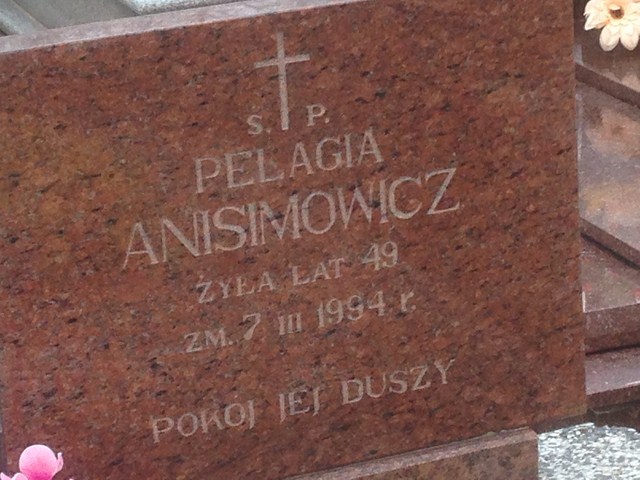 Ś. P.
PELAGIA
ANISIMOWICZ
ŻYŁA LAT 49
ZM. 7 III 1994 r.
POKÓJ JEJ DUSZY